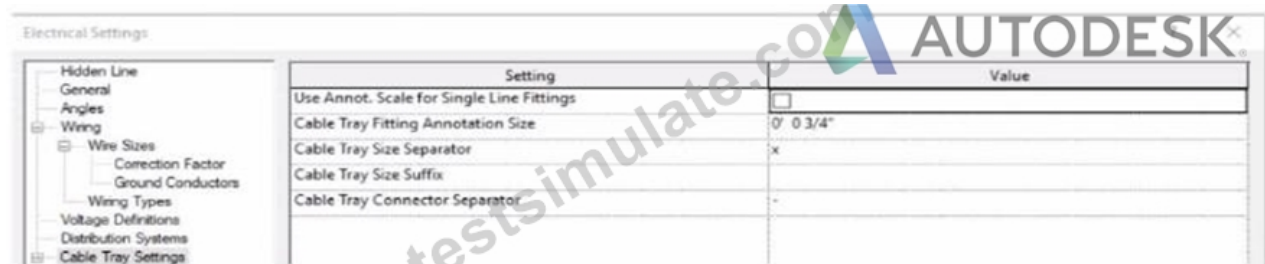 Electrical Settings
AUTODESK.
Hidden Line
General
Angles
Wiring
Wire Sizes
Correction Factor
Ground Conductors
Wiring Types
Voltage Definitions
Distribution Systems
Cable Tray Settings
Setting Value
Use Annot. Scale for Single Line Fittings
Cable Tray Fitting Annotation Size 0' 0 3/4"
Cable Tray Size Separator x
Cable Tray Size Suffix
Cable Tray Connector Separator -
testsimulate.com